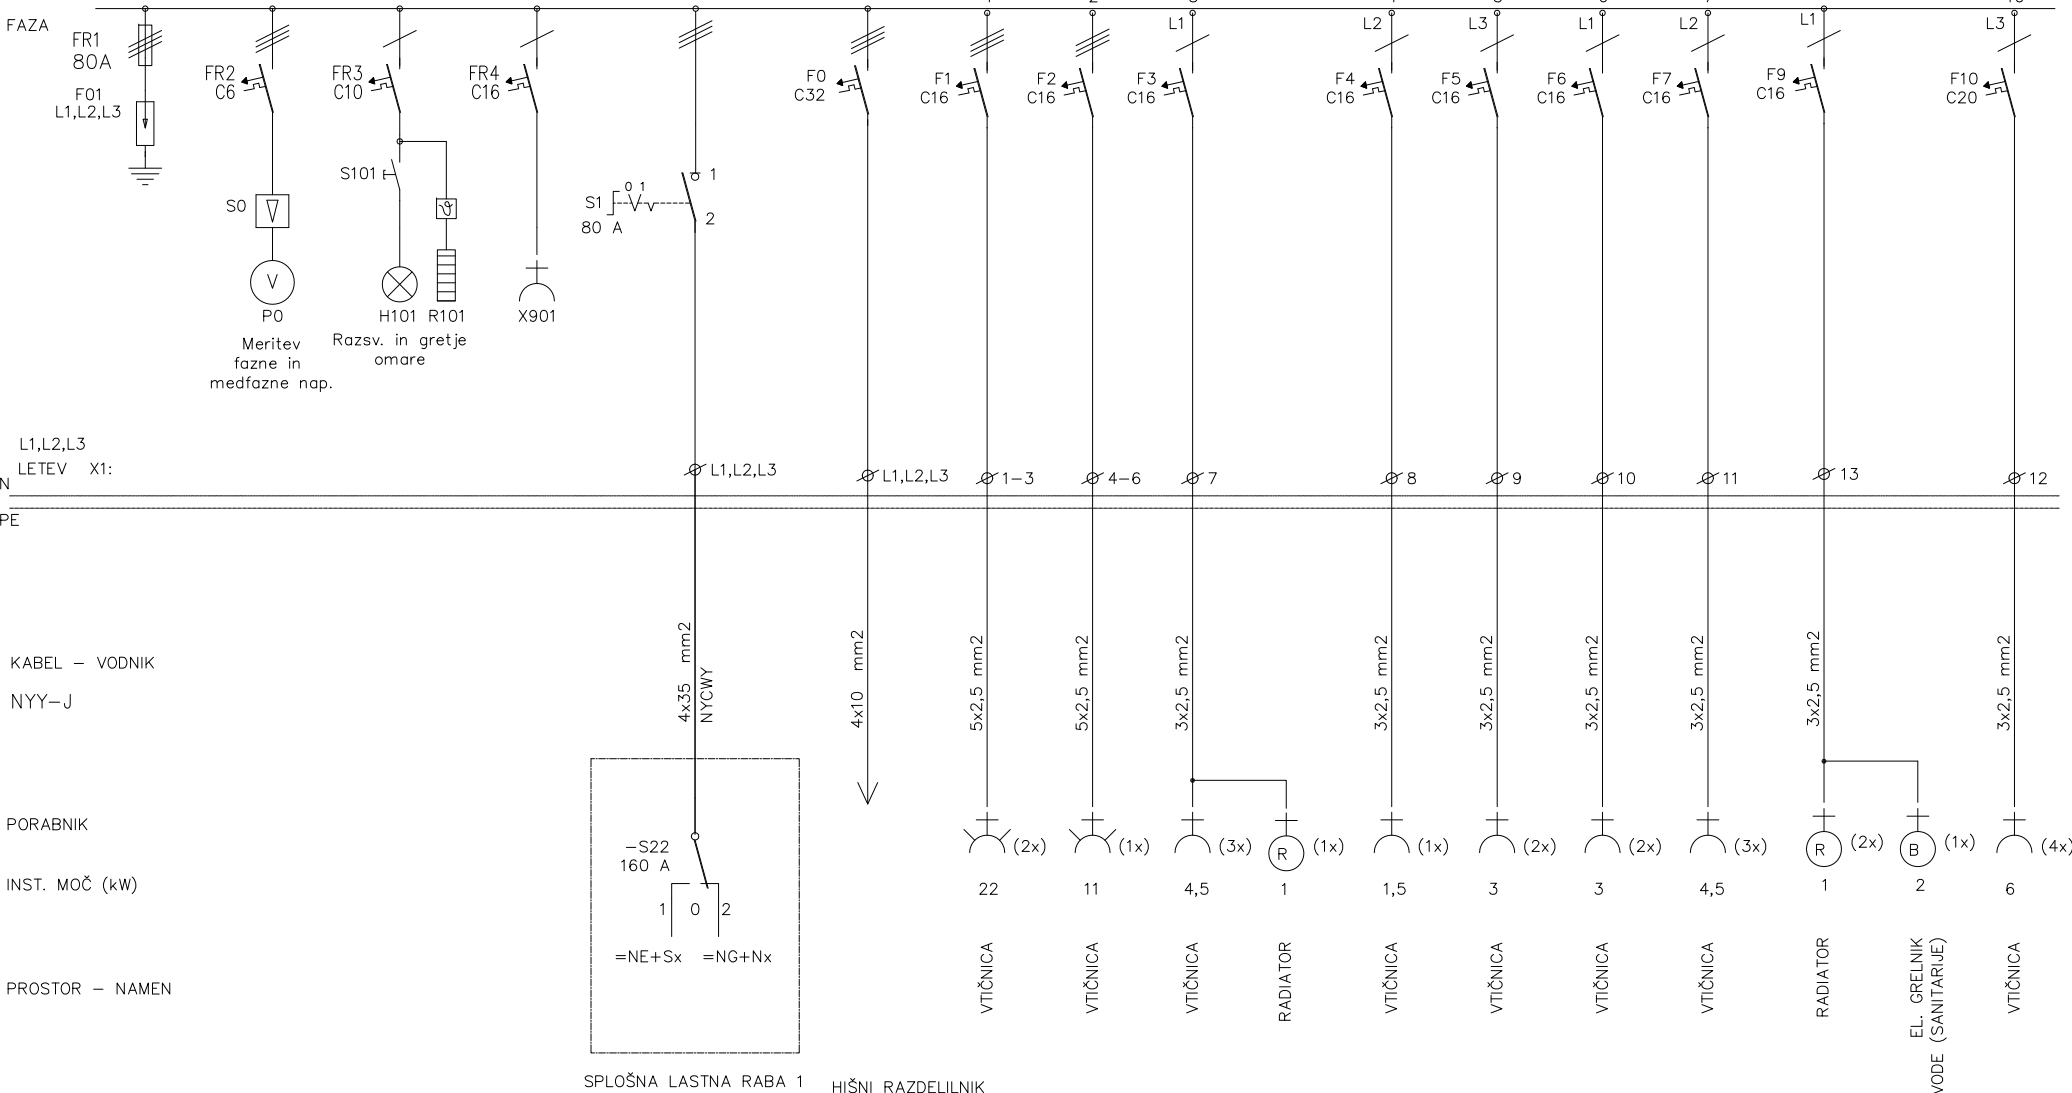 FAZA
FR1
80A
F01
L1,L2,L3
FR2
C6
FR3
C10
FR4
C16
F0
C32
F1
C16
F2
C16
L1
F3
C16
L2
F4
C16
L3
F5
C16
L1
F6
C16
L2
F7
C16
L1
F9
C16
L3
F10
C20
S101
S0
V
P0
Meritev
fazne in
medfazne nap.
ϑ
H101 R101
Razsv. in gretje
omare
X901
S1
80 A
0 1
1
2
L1,L2,L3
LETEV X1:
N
PE
L1,L2,L3
L1,L2,L3
1-3
4-6
7
8
9
10
11
13
12
KABEL - VODNIK
NYY-J
4x35 mm2
NYCWY
4x10 mm2
5x2,5 mm2
5x2,5 mm2
3x2,5 mm2
3x2,5 mm2
3x2,5 mm2
3x2,5 mm2
3x2,5 mm2
3x2,5 mm2
3x2,5 mm2
PORABNIK
-S22
160 A
1 0 2
=NE+Sx =NG+Nx
(2x)
(1x)
(3x)
R (1x)
(1x)
(2x)
(2x)
(3x)
R (2x)
B (1x)
(4x)
INST. MOČ (kW)
22
11
4,5
1
1,5
3
3
4,5
1
2
6
PROSTOR - NAMEN
VTIČNICA
VTIČNICA
VTIČNICA
RADIATOR
VTIČNICA
VTIČNICA
VTIČNICA
VTIČNICA
RADIATOR
EL. GRELNIK
VODE (SANITARIJE)
VTIČNICA
SPLOŠNA LASTNA RABA 1
HIŠNI RAZDELILNIK